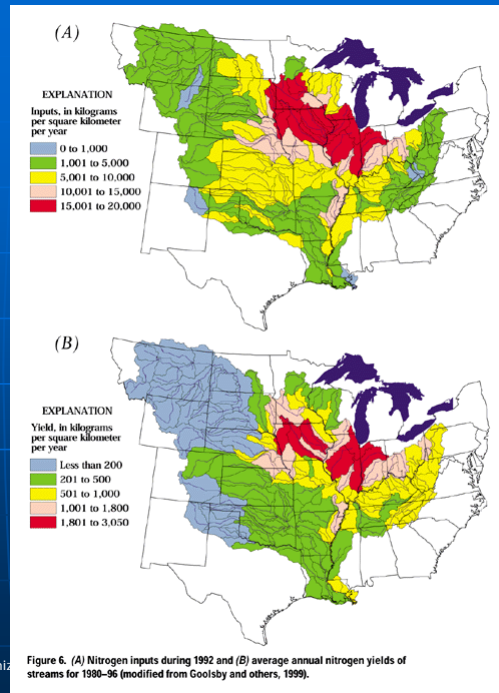 (A)
EXPLANATION
Inputs, in kilograms
per square kilometer
per year
0 to 1,000
1,001 to 5,000
5,001 to 10,000
10,001 to 15,000
15,001 to 20,000
(B)
EXPLANATION
Yield, in kilograms
per square kilometer
per year
Less than 200
201 to 500
501 to 1,000
1,001 to 1,800
1,801 to 3,050
Figure 6. (A) Nitrogen inputs during 1992 and (B) average annual nitrogen yields of
streams for 1980–96 (modified from Goolsby and others, 1999).